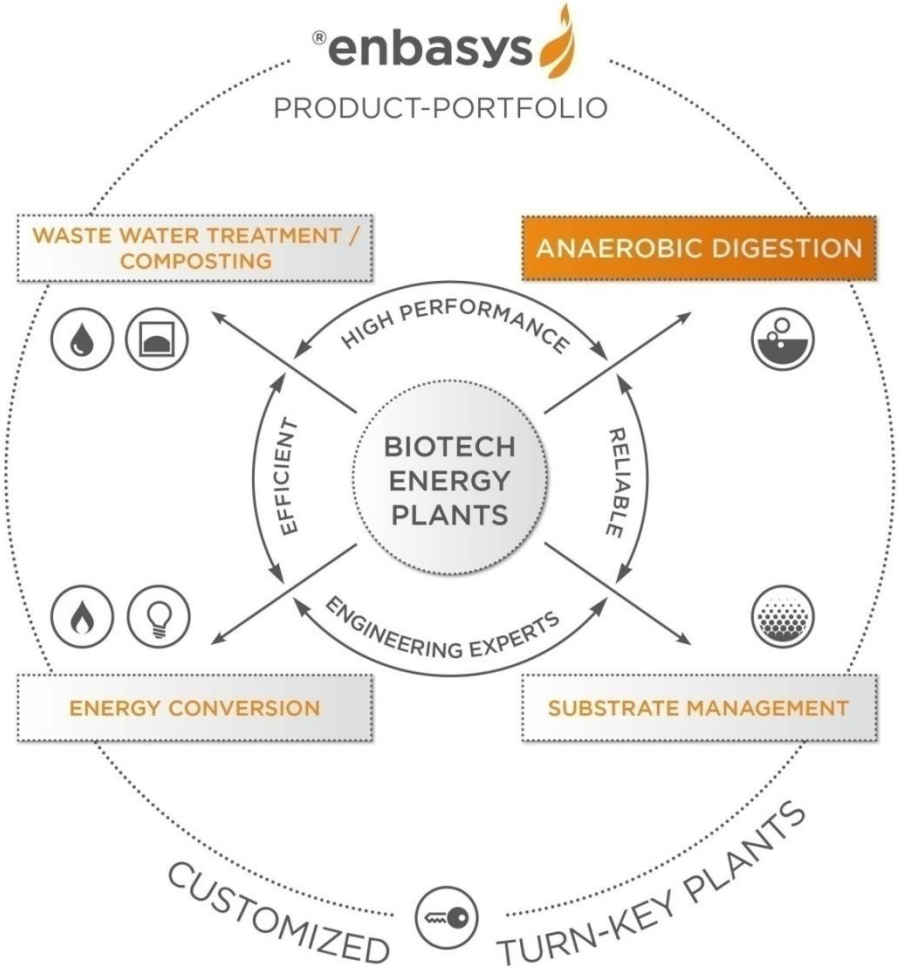 ®enbasys
PRODUCT-PORTFOLIO
WASTE WATER TREATMENT /
COMPOSTING
ANAEROBIC DIGESTION
HIGH PERFORMANCE
EFFICIENT
BIOTECH
ENERGY
PLANTS
RELIABLE
ENGINEERING EXPERTS
ENERGY CONVERSION
SUBSTRATE MANAGEMENT
CUSTOMIZED
TURN-KEY PLANTS